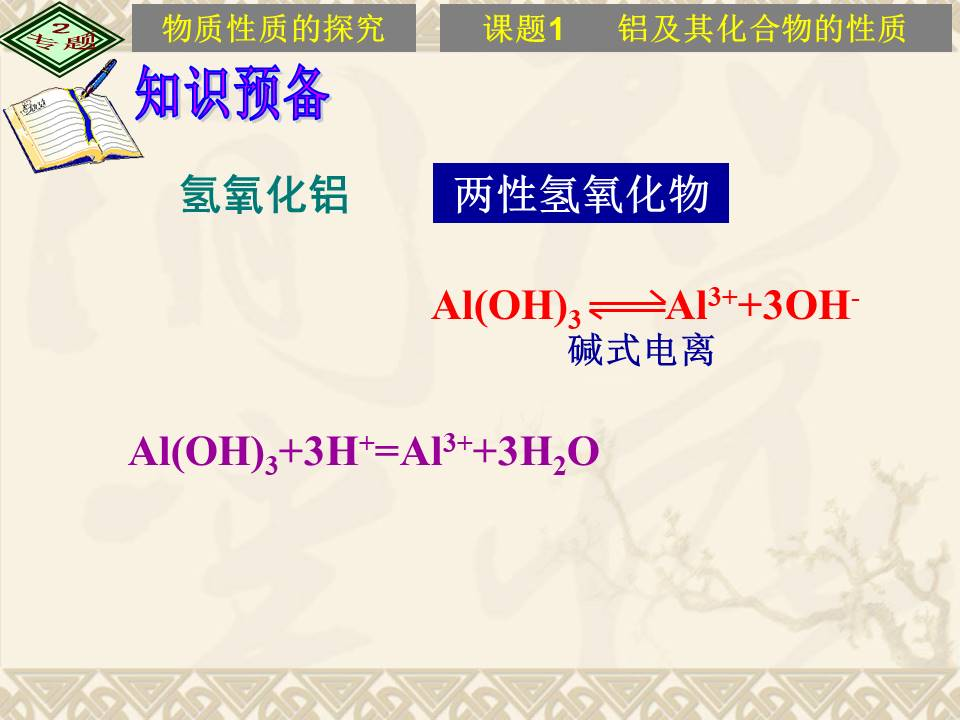 2
专题
物质性质的探究
课题1 铝及其化合物的性质
知识预备
氢氧化铝
两性氢氧化物
Al(OH)₃⇌Al³⁺+3OH⁻
碱式电离
Al(OH)₃+3H⁺=Al³⁺+3H₂O